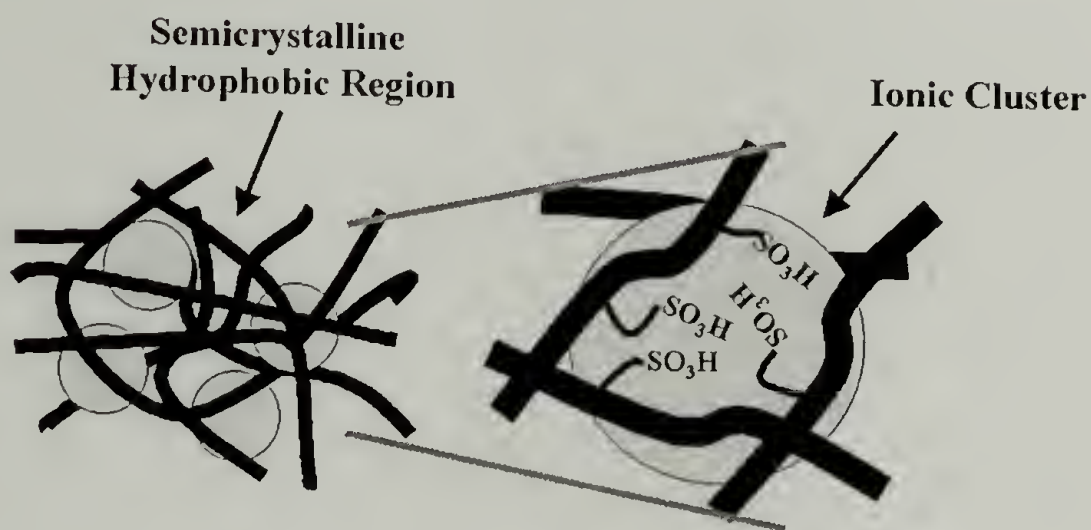 Semicrystalline
Hydrophobic Region
Ionic Cluster
SO₃H
SO₃H
SO₃H
SO₃H